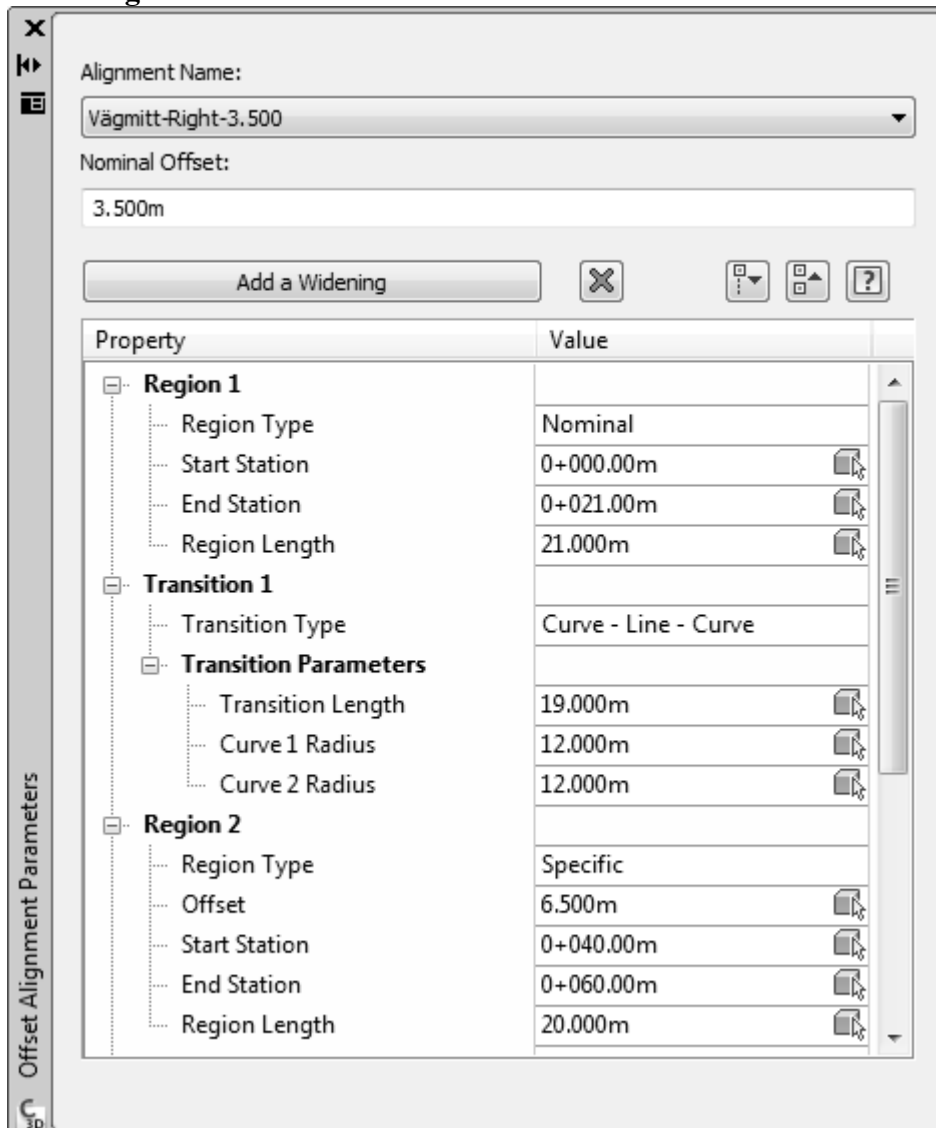 Alignment Name:
Vägmitt-Right-3.500
Nominal Offset:
3.500m
Add a Widening
?
Property Value
Region 1
Region Type Nominal
Start Station 0+000.00m
End Station 0+021.00m
Region Length 21.000m
Transition 1
Transition Type Curve - Line - Curve
Transition Parameters
Transition Length 19.000m
Curve 1 Radius 12.000m
Curve 2 Radius 12.000m
Region 2
Region Type Specific
Offset 6.500m
Start Station 0+040.00m
End Station 0+060.00m
Region Length 20.000m
Offset Alignment Parameters
C 3D